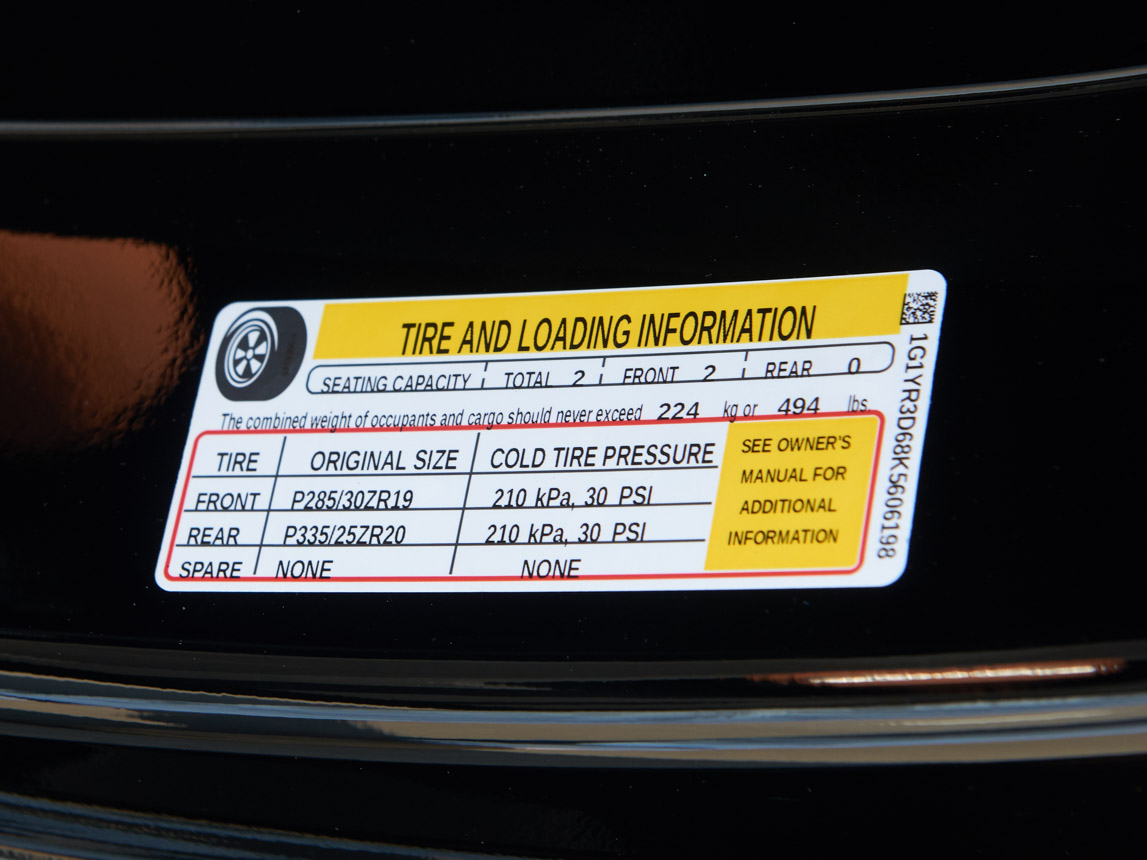 TIRE AND LOADING INFORMATION
SEATING CAPACITY TOTAL 2 FRONT 2 REAR 0
The combined weight of occupants and cargo should never exceed 224 kg or 494 lbs.
TIRE ORIGINAL SIZE COLD TIRE PRESSURE
FRONT P285/30ZR19 210 kPa, 30 PSI
REAR P335/25ZR20 210 kPa, 30 PSI
SPARE NONE NONE
SEE OWNER'S
MANUAL FOR
ADDITIONAL
INFORMATION
1G1YR3D68K5606198